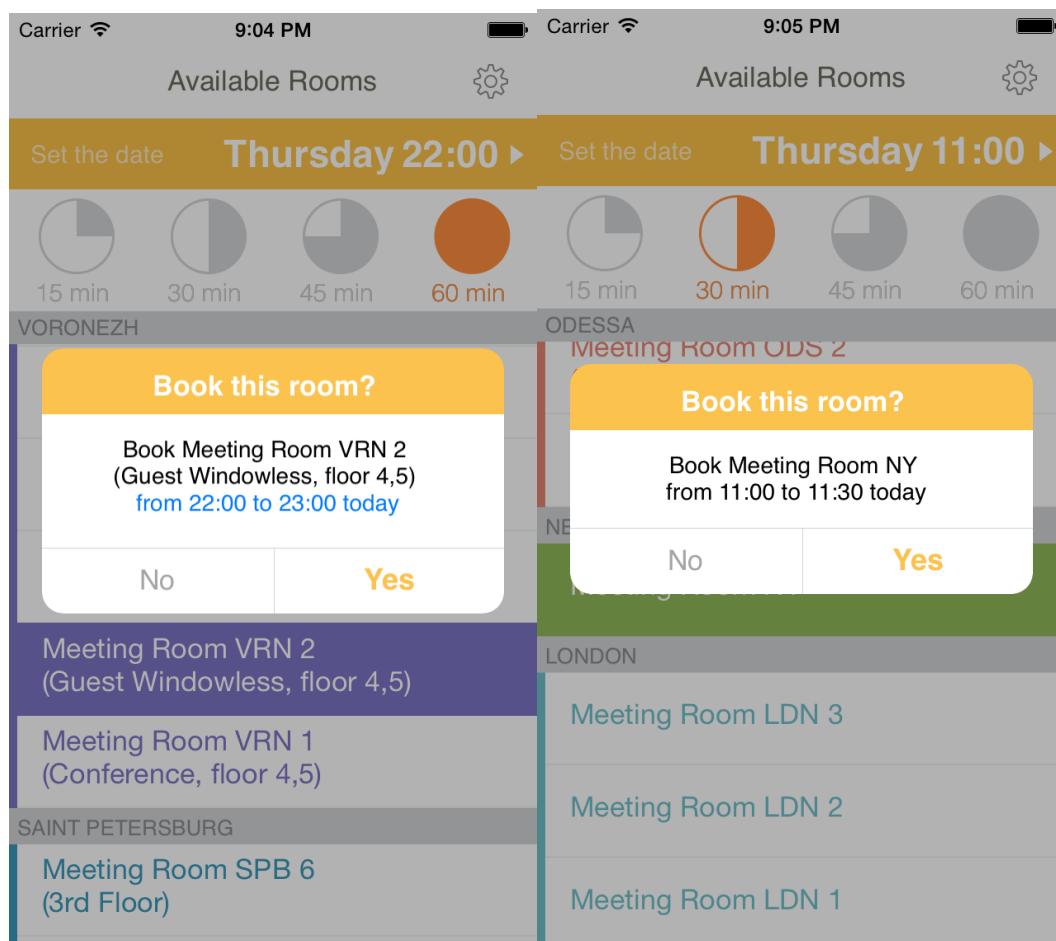 Carrier 9:04 PM
Available Rooms
Set the date Thursday 22:00
15 min 30 min 45 min 60 min
VORONEZH
Book this room?
Book Meeting Room VRN 2
(Guest Windowless, floor 4,5)
from 22:00 to 23:00 today
No Yes
Meeting Room VRN 2
(Guest Windowless, floor 4,5)
Meeting Room VRN 1
(Conference, floor 4,5)
SAINT PETERSBURG
Meeting Room SPB 6
(3rd Floor)
Carrier 9:05 PM
Available Rooms
Set the date Thursday 11:00
15 min 30 min 45 min 60 min
ODESSA
Meeting Room ODS 2
Book this room?
Book Meeting Room NY
from 11:00 to 11:30 today
NE
No Yes
LONDON
Meeting Room LDN 3
Meeting Room LDN 2
Meeting Room LDN 1